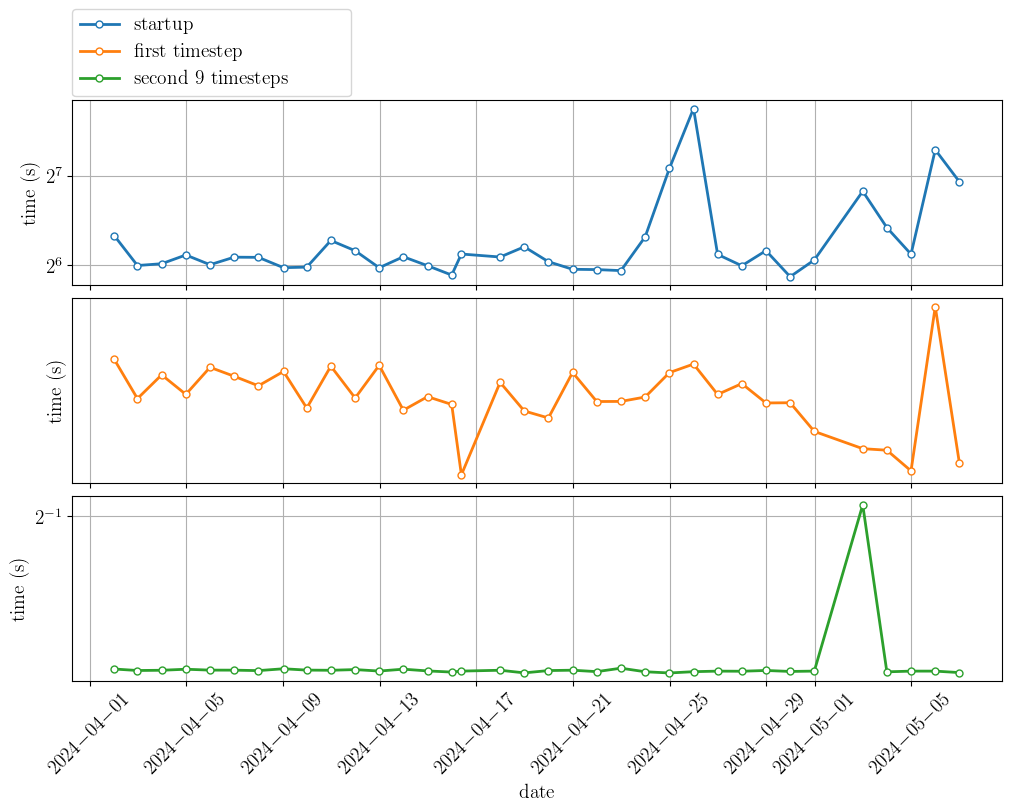 startup
first timestep
second 9 timesteps
time (s)
2^7
2^6
time (s)
time (s)
2^−1
2024−04−01
2024−04−05
2024−04−09
2024−04−13
2024−04−17
2024−04−21
2024−04−25
2024−04−29
2024−05−01
2024−05−05
date